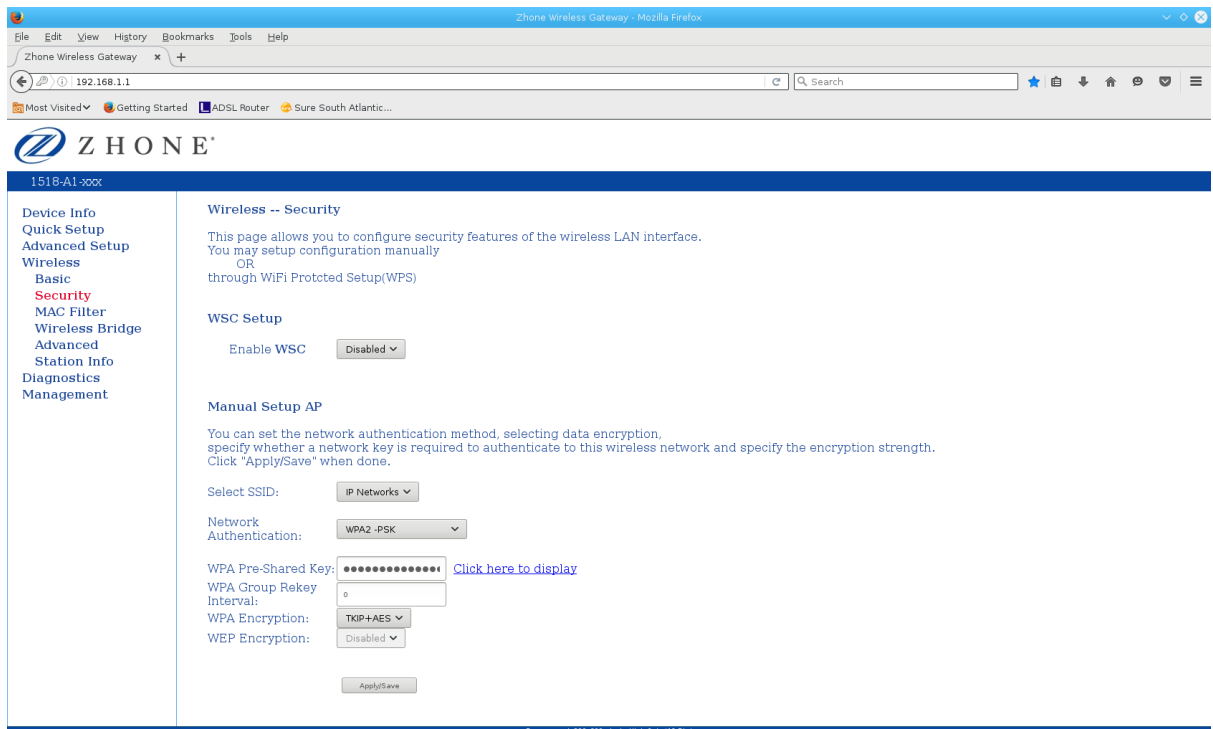 Zhone Wireless Gateway - Mozilla Firefox
File Edit View History Bookmarks Tools Help
Zhone Wireless Gateway
192.168.1.1
Search
Most Visited Getting Started ADSL Router Sure South Atlantic...
ZHONE
1518-A1-xxx
Device Info
Quick Setup
Advanced Setup
Wireless
Basic
Security
MAC Filter
Wireless Bridge
Advanced
Station Info
Diagnostics
Management
Wireless -- Security
This page allows you to configure security features of the wireless LAN interface.
You may setup configuration manually
OR
through WiFi Protcted Setup(WPS)
WSC Setup
Enable WSC Disabled
Manual Setup AP
You can set the network authentication method, selecting data encryption,
specify whether a network key is required to authenticate to this wireless network and specify the encryption strength.
Click "Apply/Save" when done.
Select SSID: IP Networks
Network
Authentication: WPA2 -PSK
WPA Pre-Shared Key: ●●●●●●●●●●●●●● Click here to display
WPA Group Rekey
Interval: 0
WPA Encryption: TKIP+AES
WEP Encryption: Disabled
Apply/Save